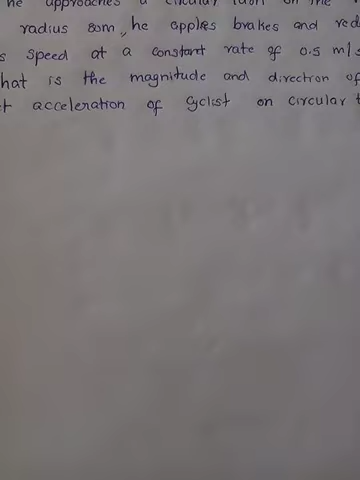 he approaches a circular turn on the
radius 80m, he applies brakes and red
s speed at a constant rate of 0.5 m/s
hat is the magnitude and direction of
t acceleration of cyclist on circular t